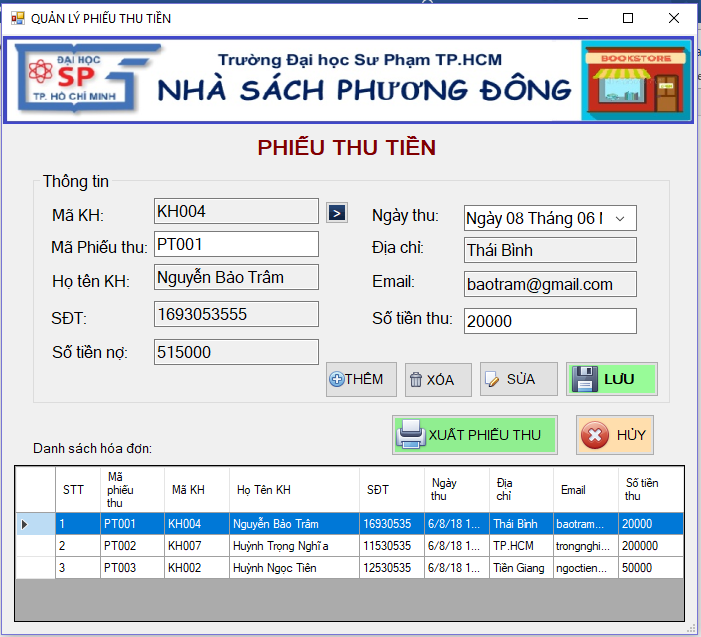 QUẢN LÝ PHIẾU THU TIỀN
ĐẠI HỌC
SP
TP. HỒ CHÍ MINH
Trường Đại học Sư Phạm TP.HCM
NHÀ SÁCH PHƯƠNG ĐÔNG
BOOKSTORE
PHIẾU THU TIỀN
Thông tin
Mã KH: KH004 > Ngày thu: Ngày 08 Tháng 06
Mã Phiếu thu: PT001 Địa chỉ: Thái Bình
Họ tên KH: Nguyễn Bảo Trâm Email: baotram@gmail.com
SĐT: 1693053555 Số tiền thu: 20000
Số tiền nợ: 515000
THÊM XÓA SỬA LƯU
XUẤT PHIẾU THU HỦY
Danh sách hóa đơn:
STT Mã phiếu thu Mã KH Họ Tên KH SĐT Ngày thu Địa chỉ Email Số tiền thu
1 PT001 KH004 Nguyễn Bảo Trâm 16930535 6/8/18 1... Thái Bình baotram... 20000
2 PT002 KH007 Huỳnh Trọng Nghĩa 11530535 6/8/18 1... TP.HCM trongnghi... 200000
3 PT003 KH002 Huỳnh Ngọc Tiên 12530535 6/8/18 1... Tiền Giang ngoctien... 50000